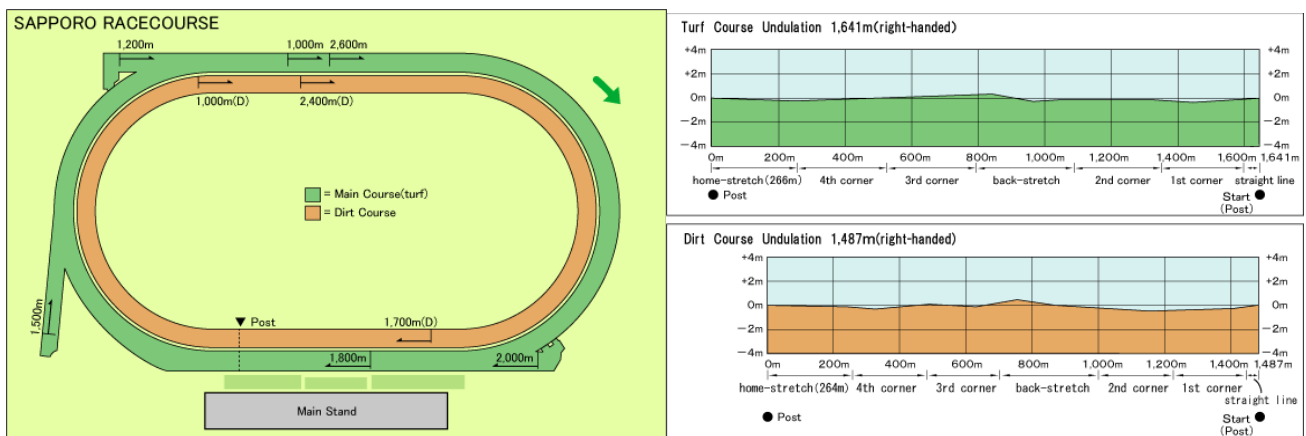 SAPPORO RACECOURSE
1,200m
1,000m
2,600m
1,000m(D)
2,400m(D)
= Main Course(turf)
= Dirt Course
1,500m
Post
1,700m(D)
1,800m
2,000m
Main Stand
Turf Course Undulation 1,641m(right-handed)
+4m +4m
+2m +2m
0m 0m
−2m −2m
−4m −4m
0m 200m 400m 600m 800m 1,000m 1,200m 1,400m 1,600m 1,641m
home-stretch(266m) 4th corner 3rd corner back-stretch 2nd corner 1st corner straight line
Post Start
(Post)
Dirt Course Undulation 1,487m(right-handed)
+4m +4m
+2m +2m
0m 0m
−2m −2m
−4m −4m
0m 200m 400m 600m 800m 1,000m 1,200m 1,400m 1,487m
home-stretch(264m) 4th corner 3rd corner back-stretch 2nd corner 1st corner
straight line
Post Start
(Post)